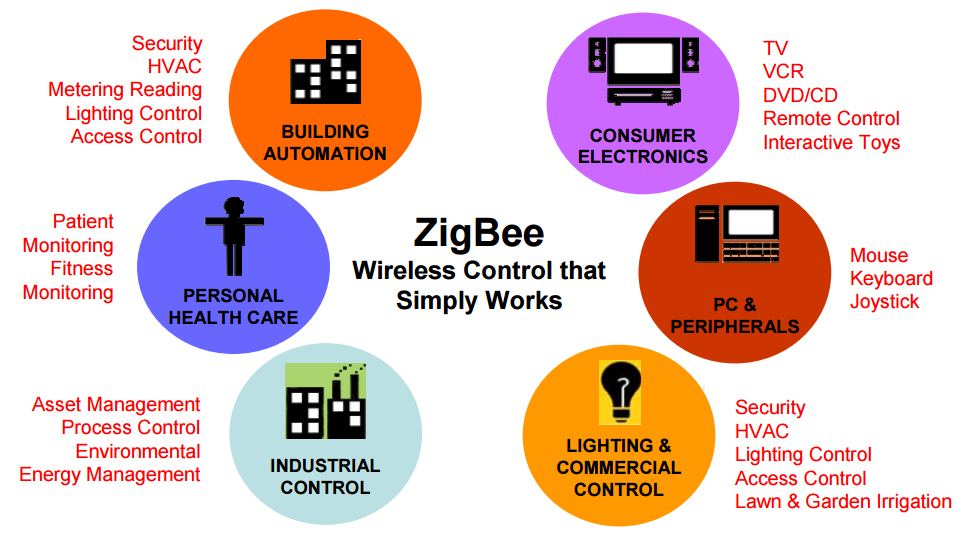 Security
HVAC
Metering Reading
Lighting Control
Access Control
BUILDING
AUTOMATION
CONSUMER
ELECTRONICS
TV
VCR
DVD/CD
Remote Control
Interactive Toys
Patient
Monitoring
Fitness
Monitoring
PERSONAL
HEALTH CARE
ZigBee
Wireless Control that
Simply Works
PC &
PERIPHERALS
Mouse
Keyboard
Joystick
Asset Management
Process Control
Environmental
Energy Management
INDUSTRIAL
CONTROL
?
LIGHTING &
COMMERCIAL
CONTROL
Security
HVAC
Lighting Control
Access Control
Lawn & Garden Irrigation